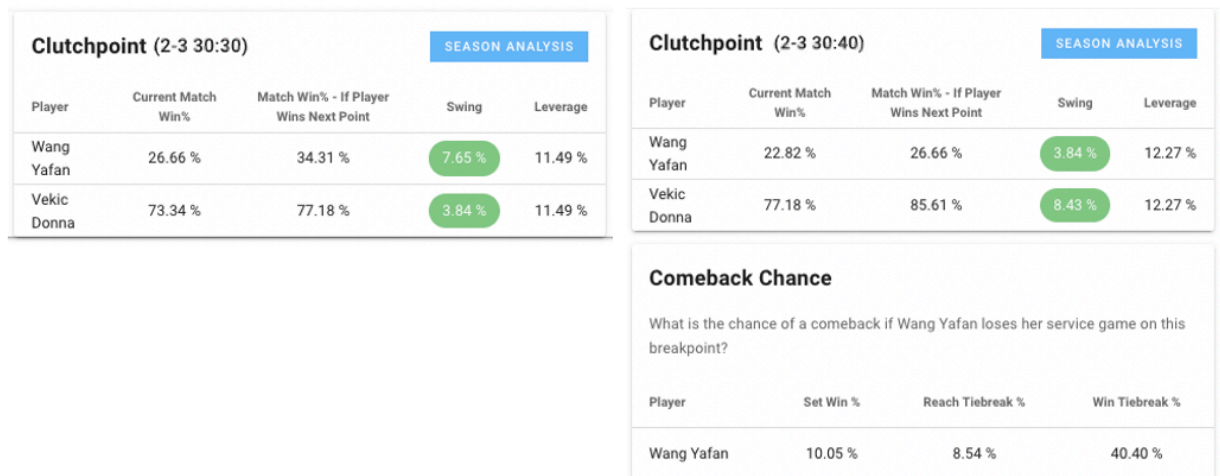 Clutchpoint (2-3 30:30)
SEASON ANALYSIS
Player
Current Match
Win%
Match Win% - If Player
Wins Next Point
Swing
Leverage
Wang
Yafan
26.66 %
34.31 %
7.65 %
11.49 %
Vekic
Donna
73.34 %
77.18 %
3.84 %
11.49 %
Clutchpoint (2-3 30:40)
SEASON ANALYSIS
Player
Current Match
Win%
Match Win% - If Player
Wins Next Point
Swing
Leverage
Wang
Yafan
22.82 %
26.66 %
3.84 %
12.27 %
Vekic
Donna
77.18 %
85.61 %
8.43 %
12.27 %
Comeback Chance
What is the chance of a comeback if Wang Yafan loses her service game on this
breakpoint?
Player
Set Win %
Reach Tiebreak %
Win Tiebreak %
Wang Yafan
10.05 %
8.54 %
40.40 %